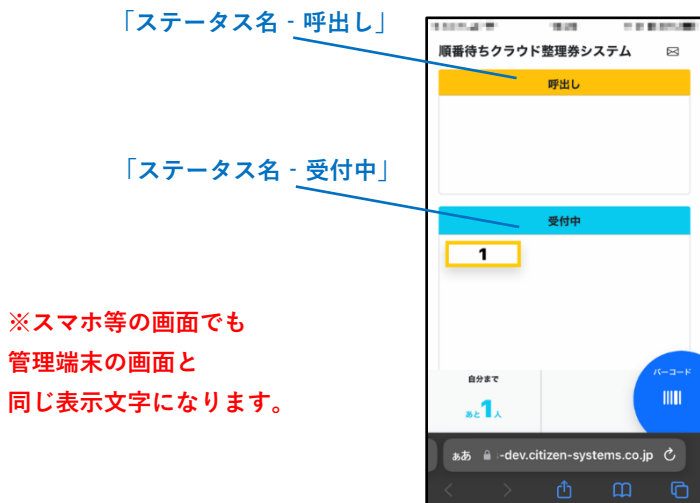 「ステータス名 - 呼出し」
順番待ちクラウド整理券システム
呼出し
「ステータス名 - 受付中」
受付中
1
※スマホ等の画面でも
管理端末の画面と
同じ表示文字になります。
自分まで
あと1人
バーコード
ぁあ -dev.citizen-systems.co.jp